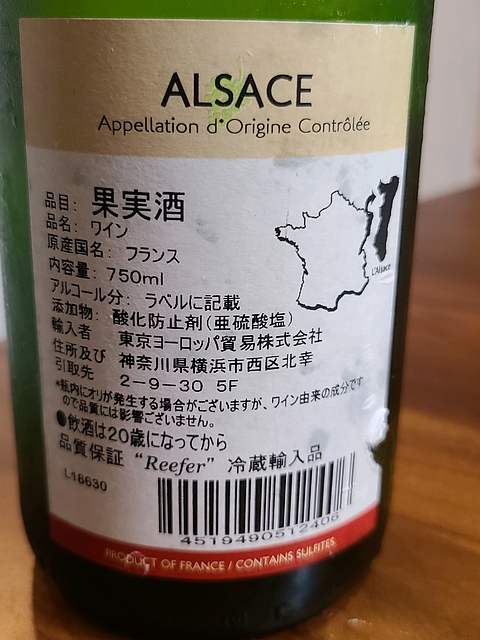 ALSACE
Appellation d'Origine Contrôlée
品目: 果実酒
品名: ワイン
原産国名: フランス
内容量: 750ml
アルコール分: ラベルに記載
添加物: 酸化防止剤(亜硫酸塩)
輸入者 東京ヨーロッパ貿易株式会社
住所及び 神奈川県横浜市西区北幸
引取先 2-9-30 5F
*瓶内にオリが発生する場合がございますが、ワイン由来の成分です
ので品質には影響ございません。
●飲酒は20歳になってから
品質保証 "Reefer" 冷蔵輸入品
L18630
4519490512406
PRODUCT OF FRANCE / CONTAINS SULFITES
L'Alsace